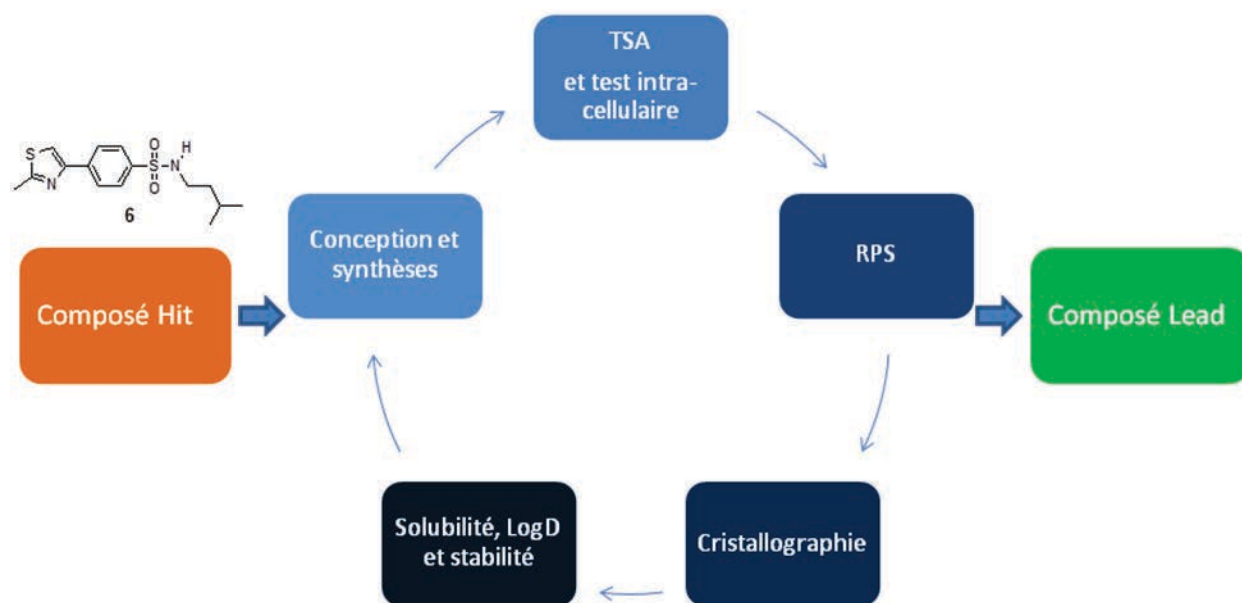 TSA
et test intra-
cellulaire
S
N
S
O
O
N
H
6
Conception et
synthèses
RPS
Composé Hit
Composé Lead
Solubilité, LogD
et stabilité
Cristallographie